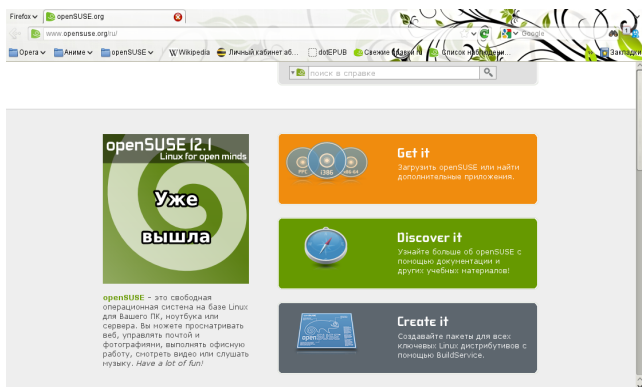 Firefox
openSUSE.org
www.opensuse.org/ru/
Google
Opera
Аниме
openSUSE
Wikipedia
Личный кабинет аб...
dotEPUB
Свежие правки
Список наблюдени...
Закладки
поиск в справке
openSUSE 12.1
Linux for open minds
Уже
вышла
openSUSE - это свободная
операционная система на базе Linux
для Вашего ПК, ноутбука или
сервера. Вы можете просматривать
веб, управлять почтой и
фотографиями, выполнять офисную
работу, смотреть видео или слушать
музыку. Have a lot of fun!
PPC
i386
x86 64
Get it
Загрузить openSUSE или найти
дополнительные приложения.
Discover it
Узнайте больше об openSUSE с
помощью документации и
других учебных материалов!
openSUSE
Create it
Создавайте пакеты для всех
ключевых Linux дистрибутивов с
помощью BuildService.